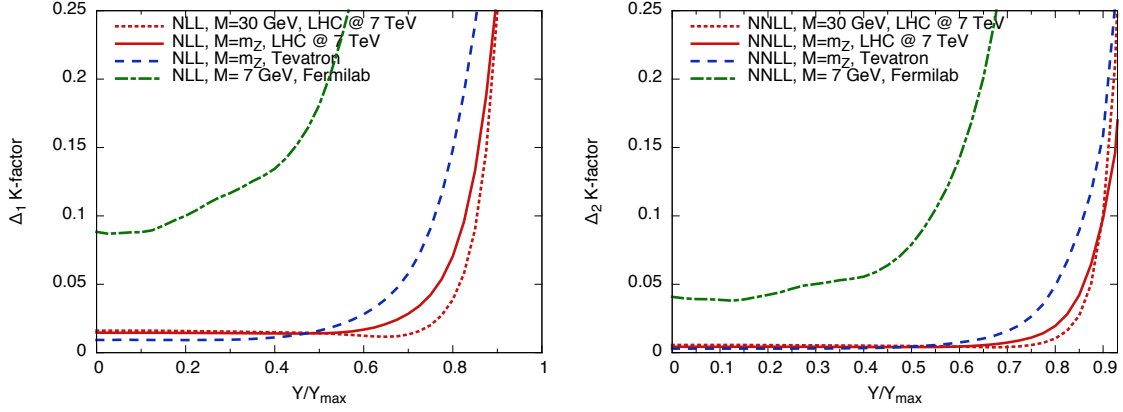 NLL, M=30 GeV, LHC @ 7 TeV
NLL, M=mZ, LHC @ 7 TeV
NLL, M=mZ, Tevatron
NLL, M= 7 GeV, Fermilab
0.25
0.2
0.15
0.1
0.05
0
Δ1 K-factor
0 0.2 0.4 0.6 0.8 1
Y/Ymax
NNLL, M=30 GeV, LHC @ 7 TeV
NNLL, M=mZ, LHC @ 7 TeV
NNLL, M=mZ, Tevatron
NNLL, M= 7 GeV, Fermilab
0.25
0.2
0.15
0.1
0.05
0
Δ2 K-factor
0 0.1 0.2 0.3 0.4 0.5 0.6 0.7 0.8 0.9
Y/Ymax